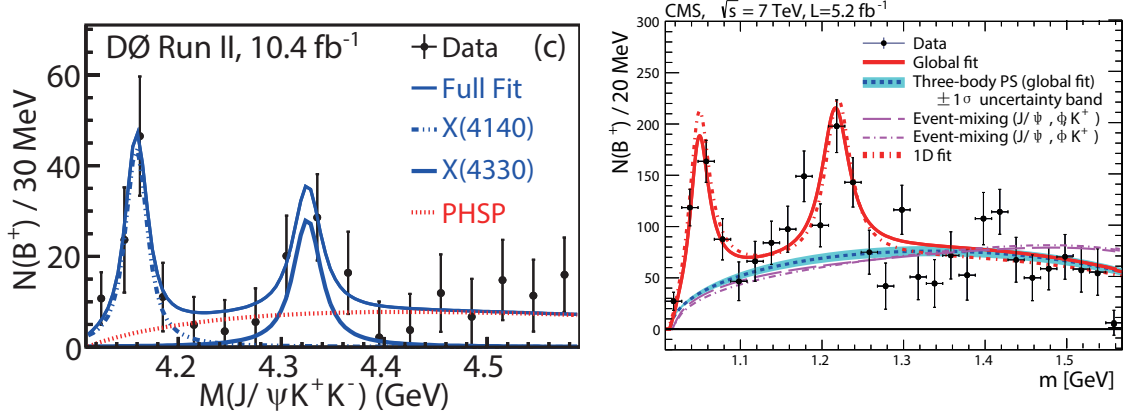 DØ Run II, 10.4 fb⁻¹
(c)
Data
Full Fit
X(4140)
X(4330)
PHSP
N(B⁺) / 30 MeV
60
40
20
0
4.2 4.3 4.4 4.5
M(J/ ψK⁺K⁻) (GeV)
CMS, √s = 7 TeV, L=5.2 fb⁻¹
Data
Global fit
Three-body PS (global fit)
±1σ uncertainty band
Event-mixing (J/ψ, ϕK⁺)
Event-mixing (J/ψ, ϕK⁺)
1D fit
N(B⁺) / 20 MeV
300
250
200
150
100
50
0
1.1 1.2 1.3 1.4 1.5
m [GeV]